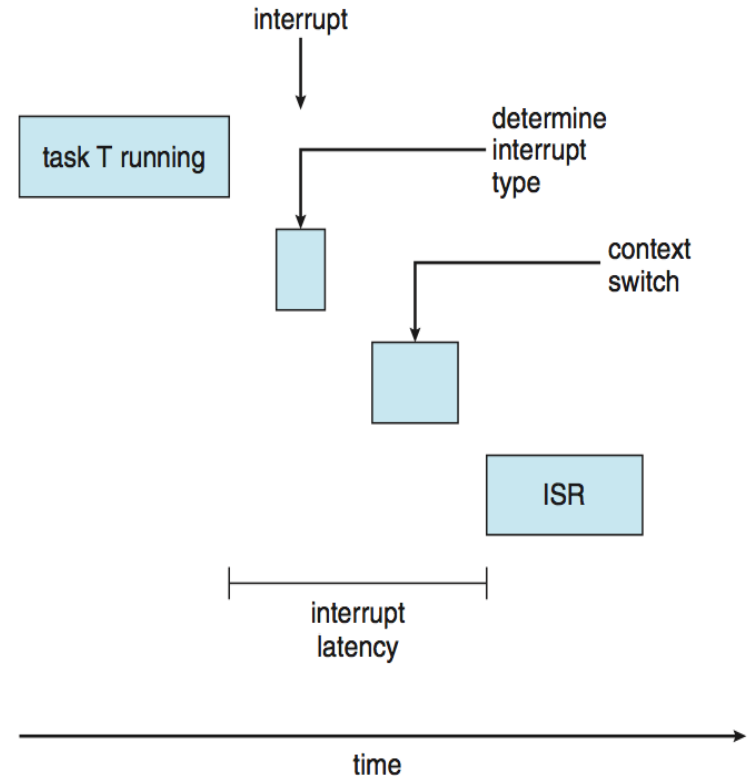 interrupt
task T running
determine
interrupt
type
context
switch
ISR
interrupt
latency
time